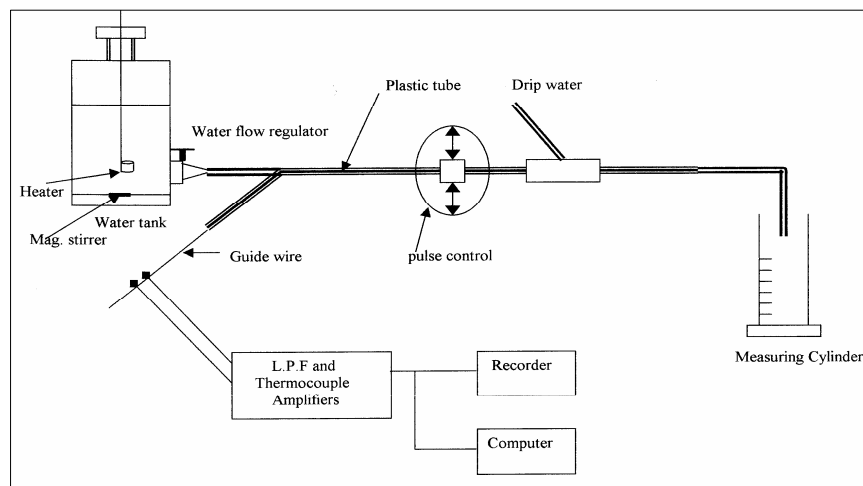 Plastic tube
Drip water
Water flow regulator
Heater
Water tank
Mag. stirrer
Guide wire
pulse control
Measuring Cylinder
L.P.F and
Thermocouple
Amplifiers
Recorder
Computer